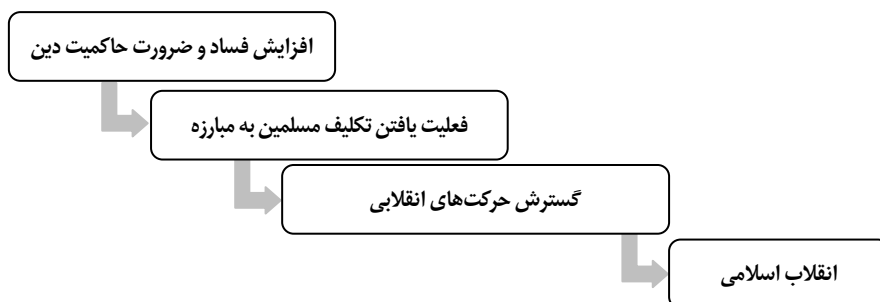 افزایش فساد و ضرورت حاکمیت دین
فعلیت یافتن تکلیف مسلمین به مبارزه
گسترش حرکت‌های انقلابی
انقلاب اسلامی